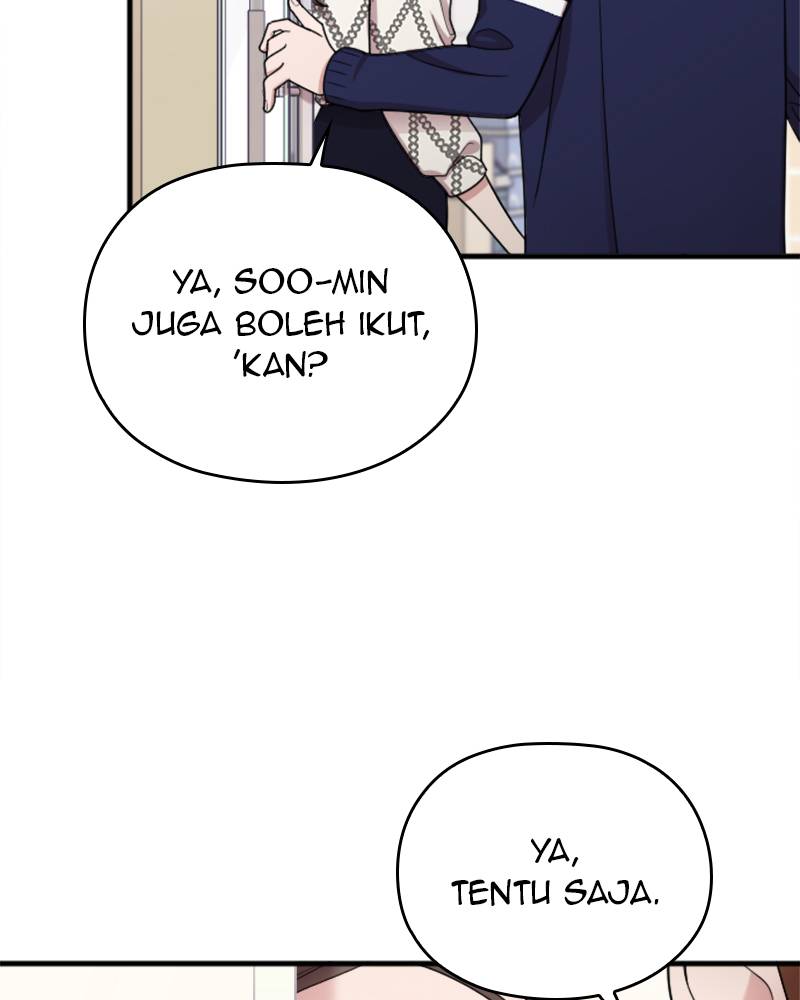 YA, SOO-MIN
JUGA BOLEH IKUT,
'KAN?
YA,
TENTU SAJA.